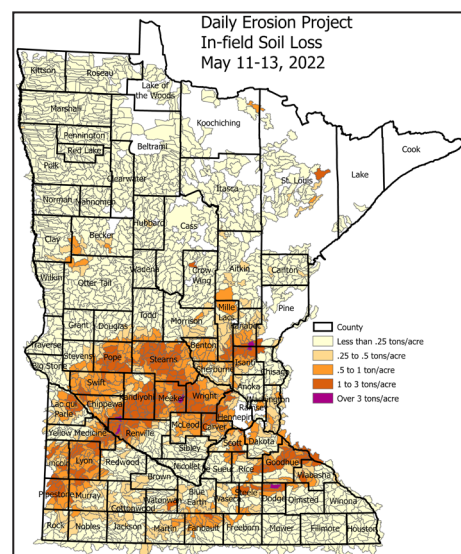 Daily Erosion Project
In-field Soil Loss
May 11-13, 2022
Kittson
Roseau
Lake of
the Woods
Marshall
Koochiching
Pennington
Red Lake
Beltrami
Cook
Polk
Clearwater
St. Louis
Lake
Itasca
Norman
Mahnomen
Hubbard
Cass
Clay
Becker
Aitkin
Carlton
Wadena
Crow
Wing
Wilkin
Otter Tail
Pine
Mille
Lacs
Kanabec
Todd
Morrison
Grant
Douglas
Benton
Traverse
Stevens
Pope
Stearns
Isanti
Big Stone
Sherburne
Chisago
Swift
Anoka
Kandiyohi
Meeker
Wright
Washington
Ramsey
Hennepin
Lac qui
Parle
Chippewa
McLeod
Carver
Yellow Medicine
Renville
Scott
Dakota
Sibley
Lincoln
Lyon
Redwood
Nicollet
Le Sueur
Rice
Goodhue
Wabasha
Brown
Pipestone
Murray
Cottonwood
Watonwan
Blue
Earth
Waseca
Steele
Dodge
Olmsted
Winona
Rock
Nobles
Jackson
Martin
Faribault
Freeborn
Mower
Fillmore
Houston
County
Less than .25 tons/acre
.25 to .5 tons/acre
.5 to 1 tons/acre
1 to 3 tons/acre
Over 3 tons/acre